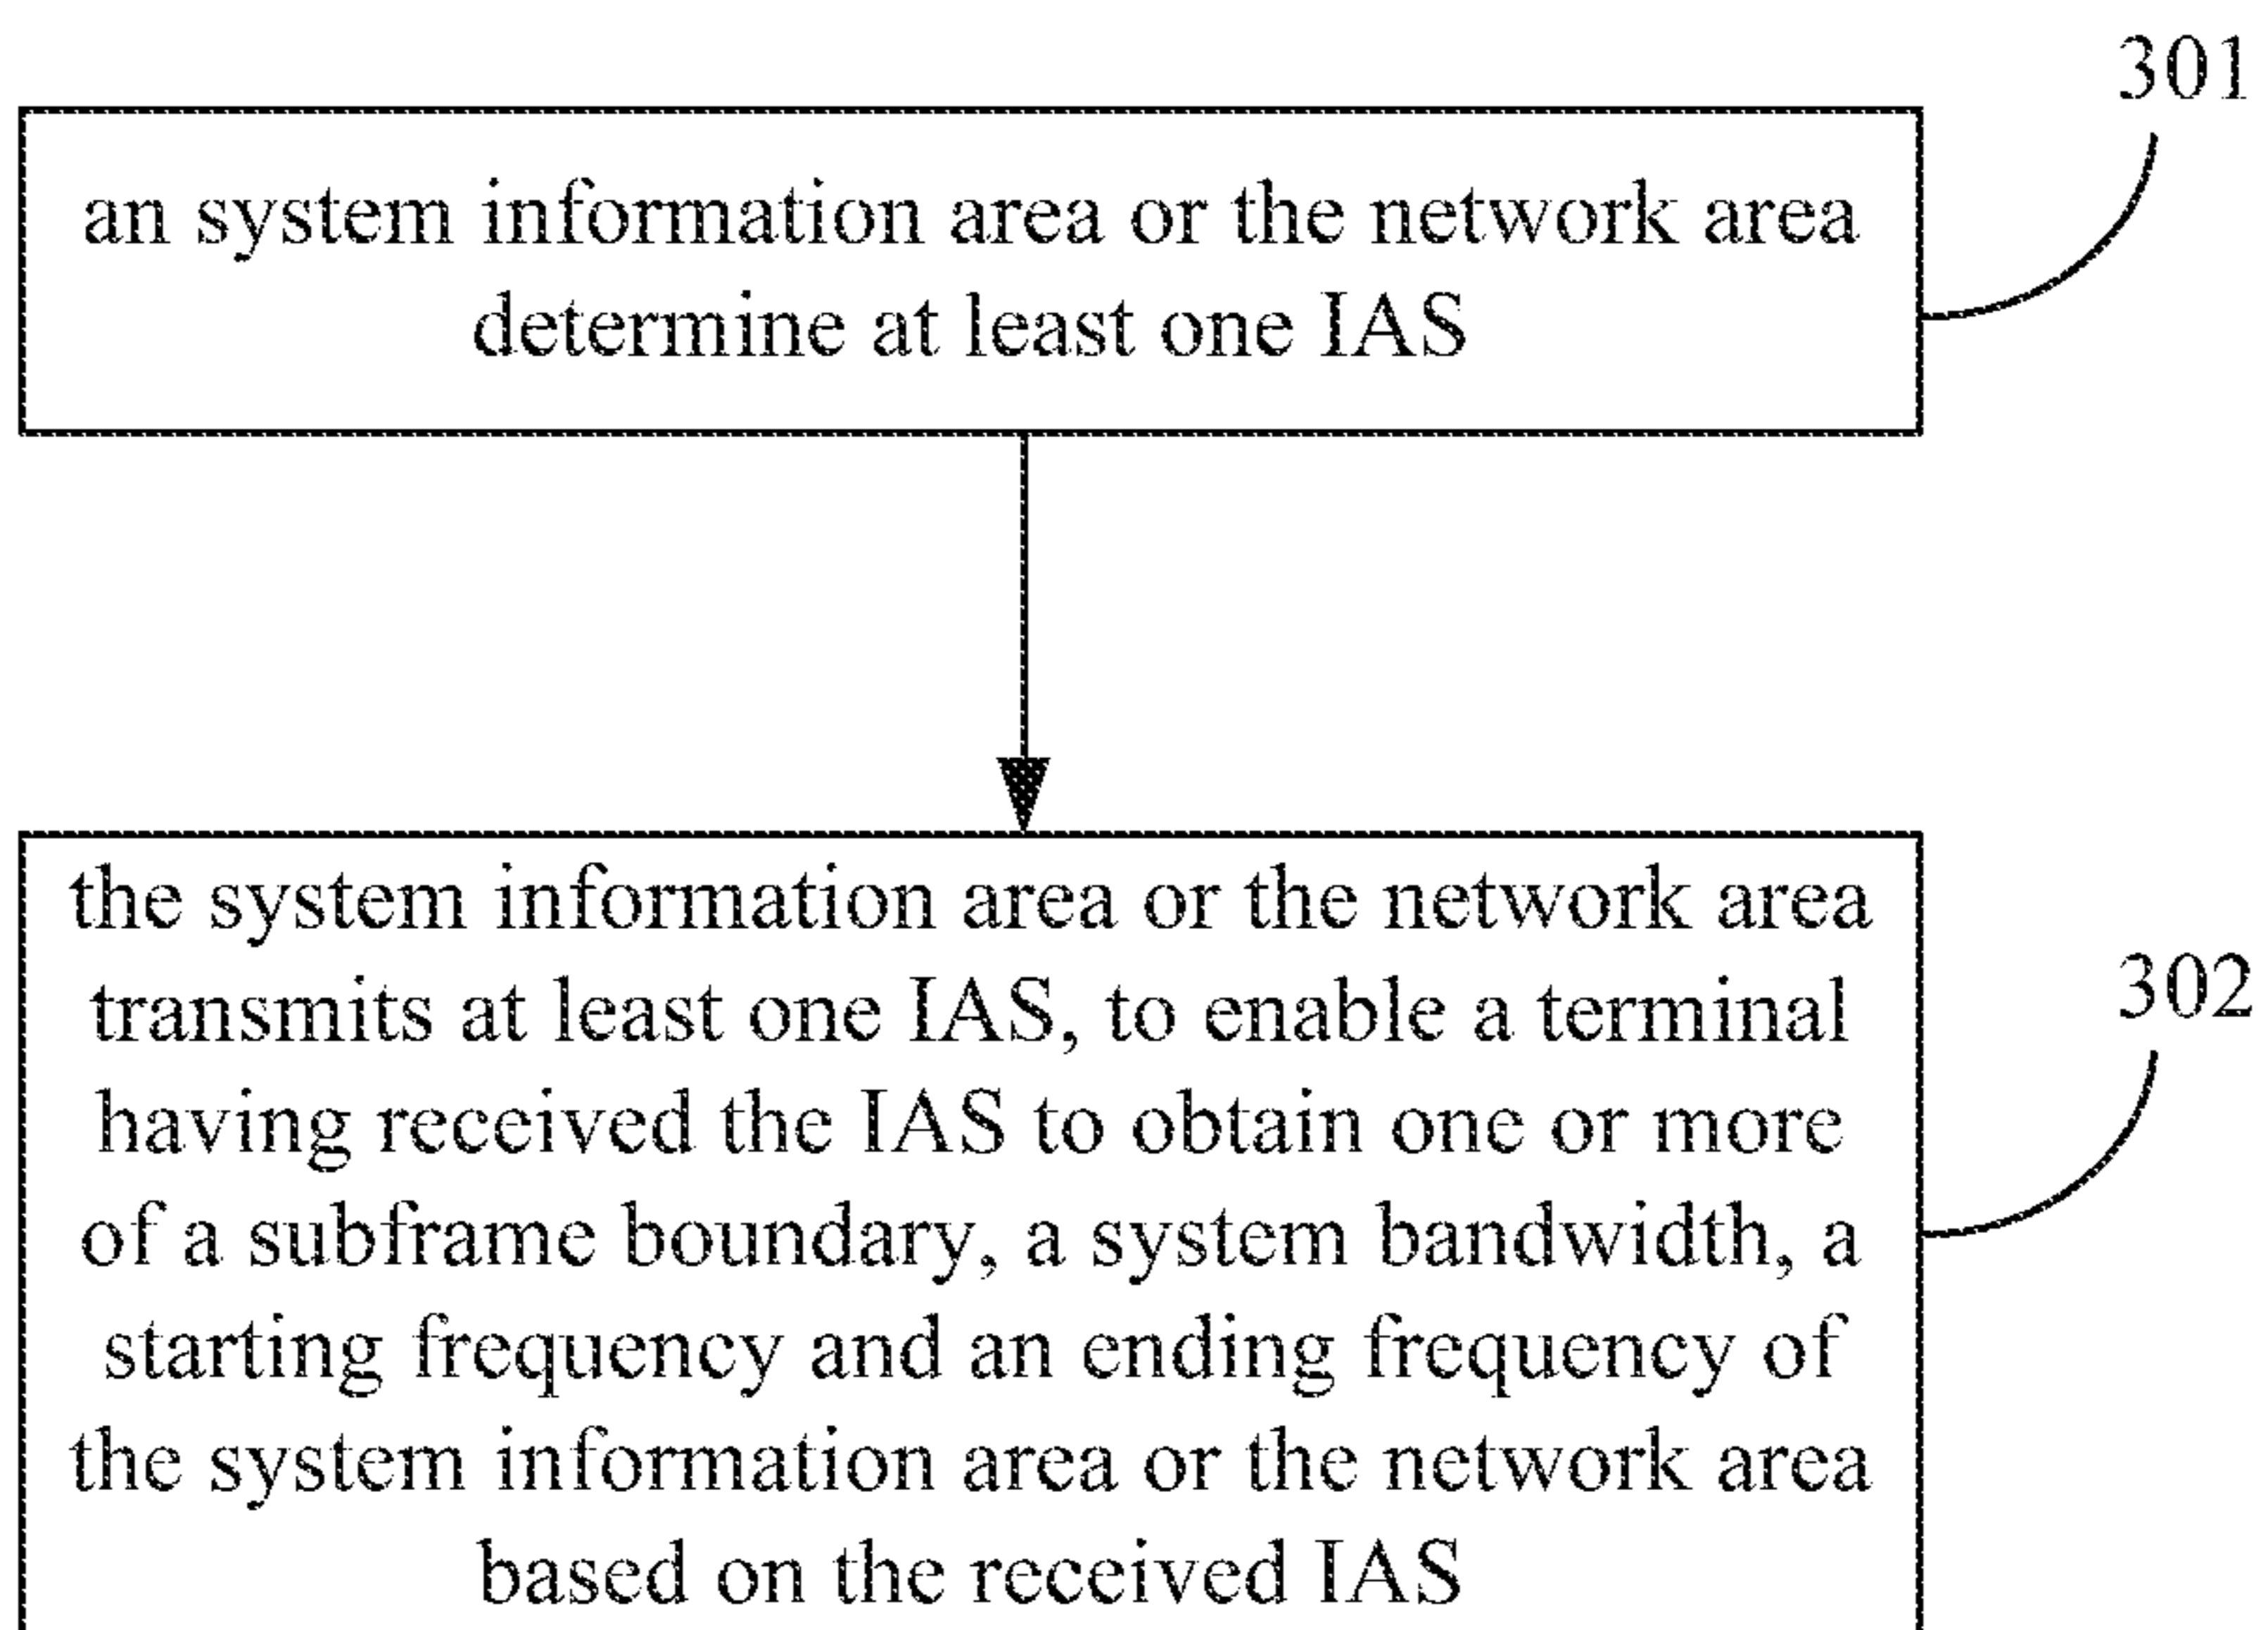 301
an system information area or the network area
determine at least one IAS
the system information area or the network area
transmits at least one IAS, to enable a terminal
having received the IAS to obtain one or more
of a subframe boundary, a system bandwidth, a
starting frequency and an ending frequency of
the system information area or the network area
based on the received IAS
302